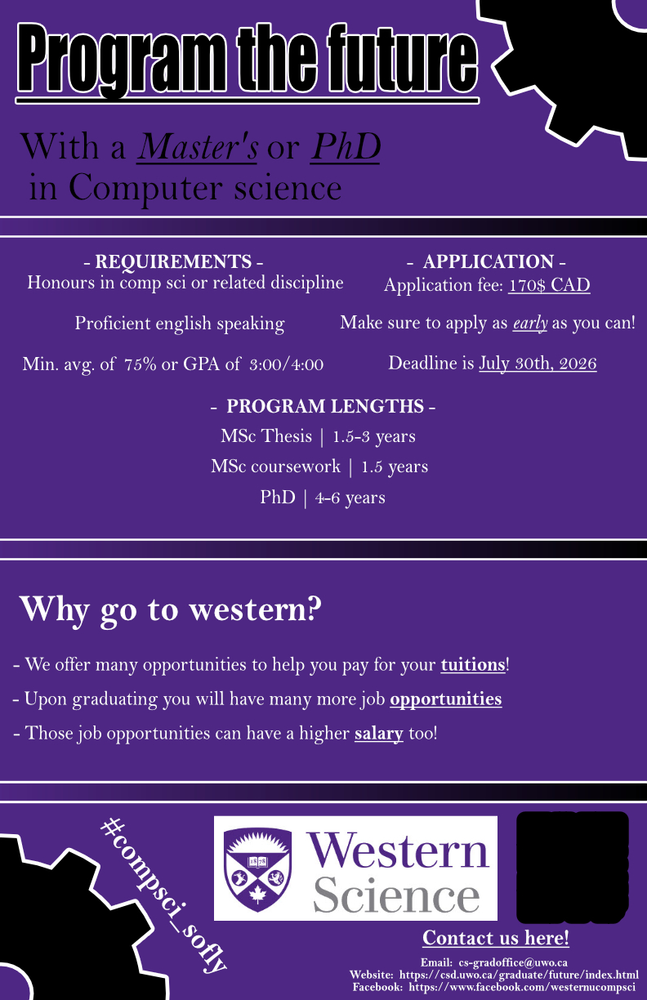 Program the future
With a Master's or PhD
in Computer science
- REQUIREMENTS -
Honours in comp sci or related discipline
Proficient english speaking
Min. avg. of 75% or GPA of 3:00/4:00
- APPLICATION -
Application fee: 170$ CAD
Make sure to apply as early as you can!
Deadline is July 30th, 2026
- PROGRAM LENGTHS -
MSc Thesis | 1.5-3 years
MSc coursework | 1.5 years
PhD | 4-6 years
Why go to western?
- We offer many opportunities to help you pay for your tuitions!
- Upon graduating you will have many more job opportunities
- Those job opportunities can have a higher salary too!
#compsci_sofly
1878
Western
Science
Contact us here!
Email: cs-gradoffice@uwo.ca
Website: https://csd.uwo.ca/graduate/future/index.html
Facebook: https://www.facebook.com/westernucompsci